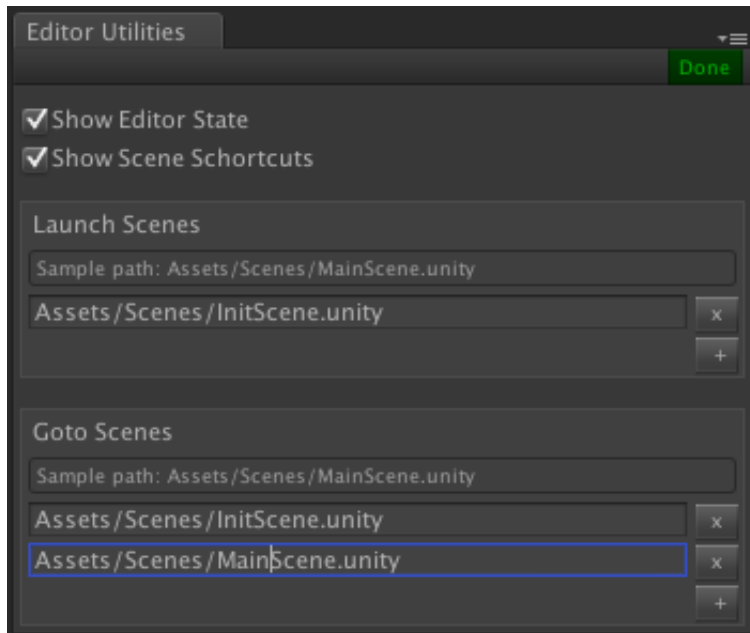 Editor Utilities
Done
Show Editor State
Show Scene Schortcuts
Launch Scenes
Sample path: Assets/Scenes/MainScene.unity
Assets/Scenes/InitScene.unity
x
+
Goto Scenes
Sample path: Assets/Scenes/MainScene.unity
Assets/Scenes/InitScene.unity
x
Assets/Scenes/MainScene.unity
x
+